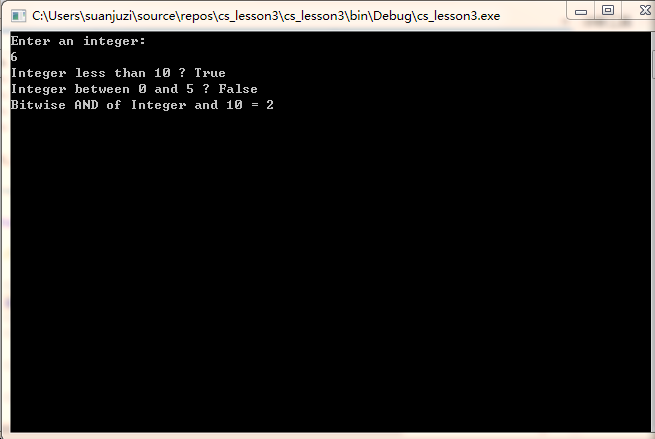 C:\Users\suanjuzi\source\repos\cs_lesson3\cs_lesson3\bin\Debug\cs_lesson3.exe
Enter an integer:
6
Integer less than 10 ? True
Integer between 0 and 5 ? False
Bitwise AND of Integer and 10 = 2